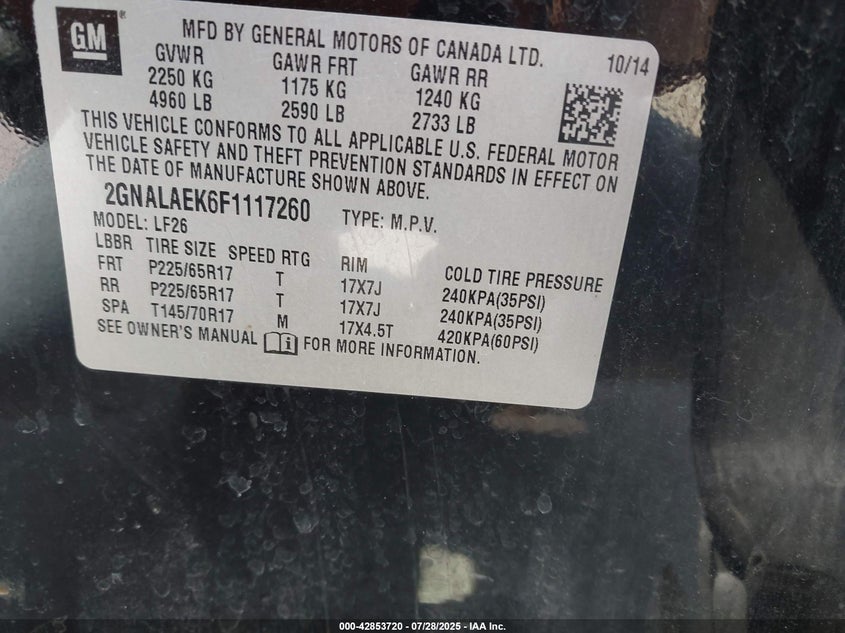 GM ®
MFD BY GENERAL MOTORS OF CANADA LTD. 10/14
GVWR GAWR FRT GAWR RR
2250 KG 1175 KG 1240 KG
4960 LB 2590 LB 2733 LB
THIS VEHICLE CONFORMS TO ALL APPLICABLE U.S. FEDERAL MOTOR
VEHICLE SAFETY AND THEFT PREVENTION STANDARDS IN EFFECT ON
THE DATE OF MANUFACTURE SHOWN ABOVE.
2GNALAEK6F1117260 TYPE: M.P.V.
MODEL: LF26
LBBR TIRE SIZE SPEED RTG RIM COLD TIRE PRESSURE
FRT P225/65R17 T 17X7J 240KPA(35PSI)
RR P225/65R17 T 17X7J 240KPA(35PSI)
SPA T145/70R17 M 17X4.5T 420KPA(60PSI)
SEE OWNER'S MANUAL i FOR MORE INFORMATION.
000-42853720 - 07/28/2025 - IAA Inc.